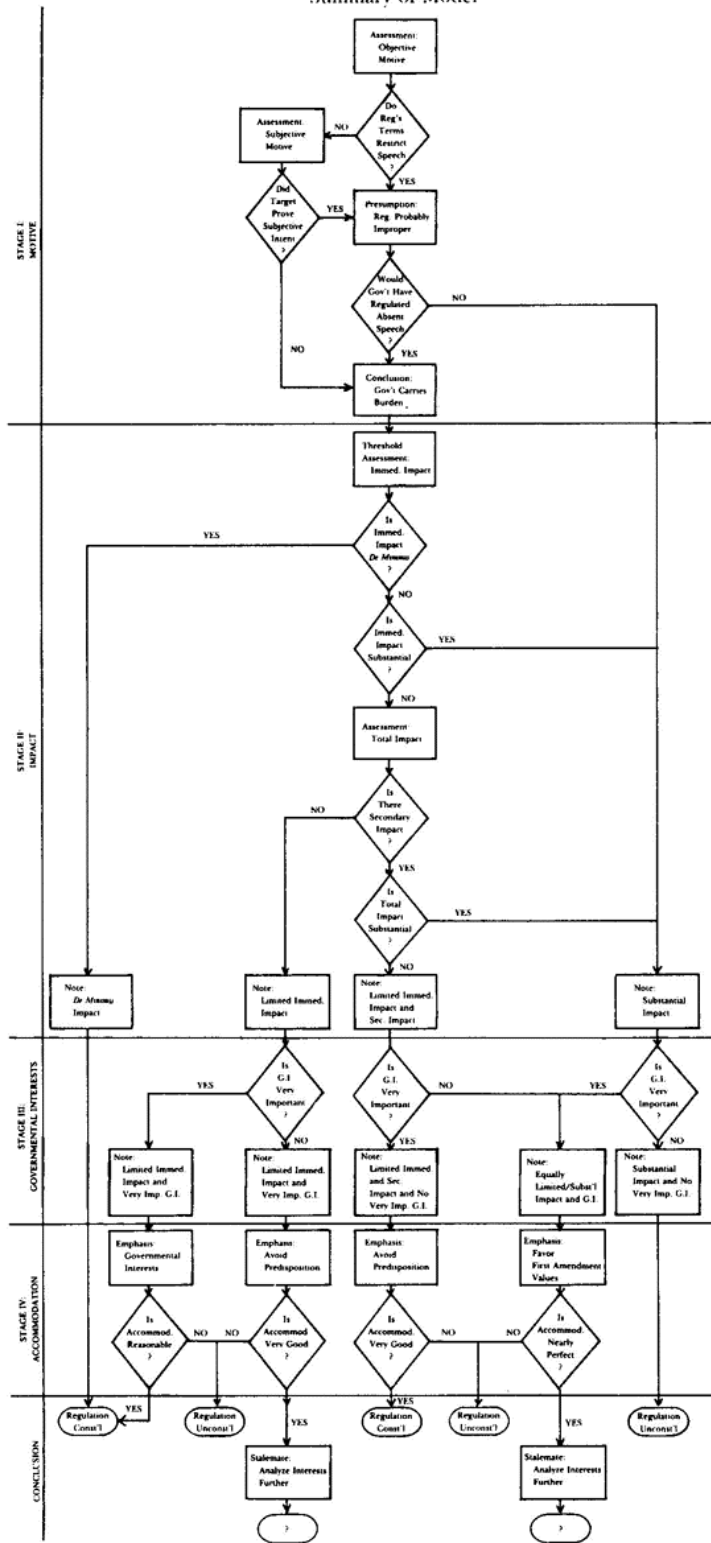 Summary of Model
Assessment:
Objective
Motive
Do
Reg's
Terms
Restrict
Speech
?
NO
YES
Assessment:
Subjective
Motive
Did
Target
Prove
Subjective
Intent
?
YES
NO
Presumption:
Reg. Probably
Improper
Would
Gov't Have
Regulated
Absent
Speech
?
NO
YES
Conclusion:
Gov't Carries
Burden
STAGE I:
MOTIVE
Threshold
Assessment:
Immed. Impact
Is
Immed.
Impact
De Minimis
?
YES
NO
Is
Immed.
Impact
Substantial
?
YES
NO
Assessment:
Total Impact
Is
There
Secondary
Impact
?
NO
YES
Is
Total
Impact
Substantial
?
YES
NO
STAGE II:
IMPACT
Note:
De Minimis
Impact
Note:
Limited Immed.
Impact
Note:
Limited Immed.
Impact and
Sec. Impact
Note:
Substantial
Impact
STAGE III:
GOVERNMENTAL INTERESTS
Is
G.I.
Very
Important
?
YES
NO
Is
G.I.
Very
Important
?
NO
YES
Is
G.I.
Very
Important
?
YES
NO
Note:
Limited Immed.
Impact and
Very Imp. G.I.
Note:
Limited Immed.
Impact and
Very Imp. G.I.
Note:
Limited Immed
and Sec.
Impact and No
Very Imp. G.I.
Note:
Equally
Limited/Subst'l
Impact and G.I.
Note:
Substantial
Impact and No
Very Imp. G.I.
STAGE IV:
ACCOMMODATION
Emphasis:
Governmental
Interests
Emphasis:
Avoid
Predisposition
Emphasis:
Avoid
Predisposition
Emphasis:
Favor
First Amendment
Values
Is
Accommod.
Reasonable
?
NO
YES
Is
Accommod
Very Good
?
NO
YES
Is
Accommod.
Very Good
?
NO
YES
Is
Accommod.
Nearly
Perfect
?
NO
YES
CONCLUSION
Regulation
Const'l
Regulation
Unconst'l
Regulation
Const'l
Regulation
Unconst'l
Regulation
Unconst'l
Stalemate:
Analyze Interests
Further
Stalemate:
Analyze Interests
Further
?
?